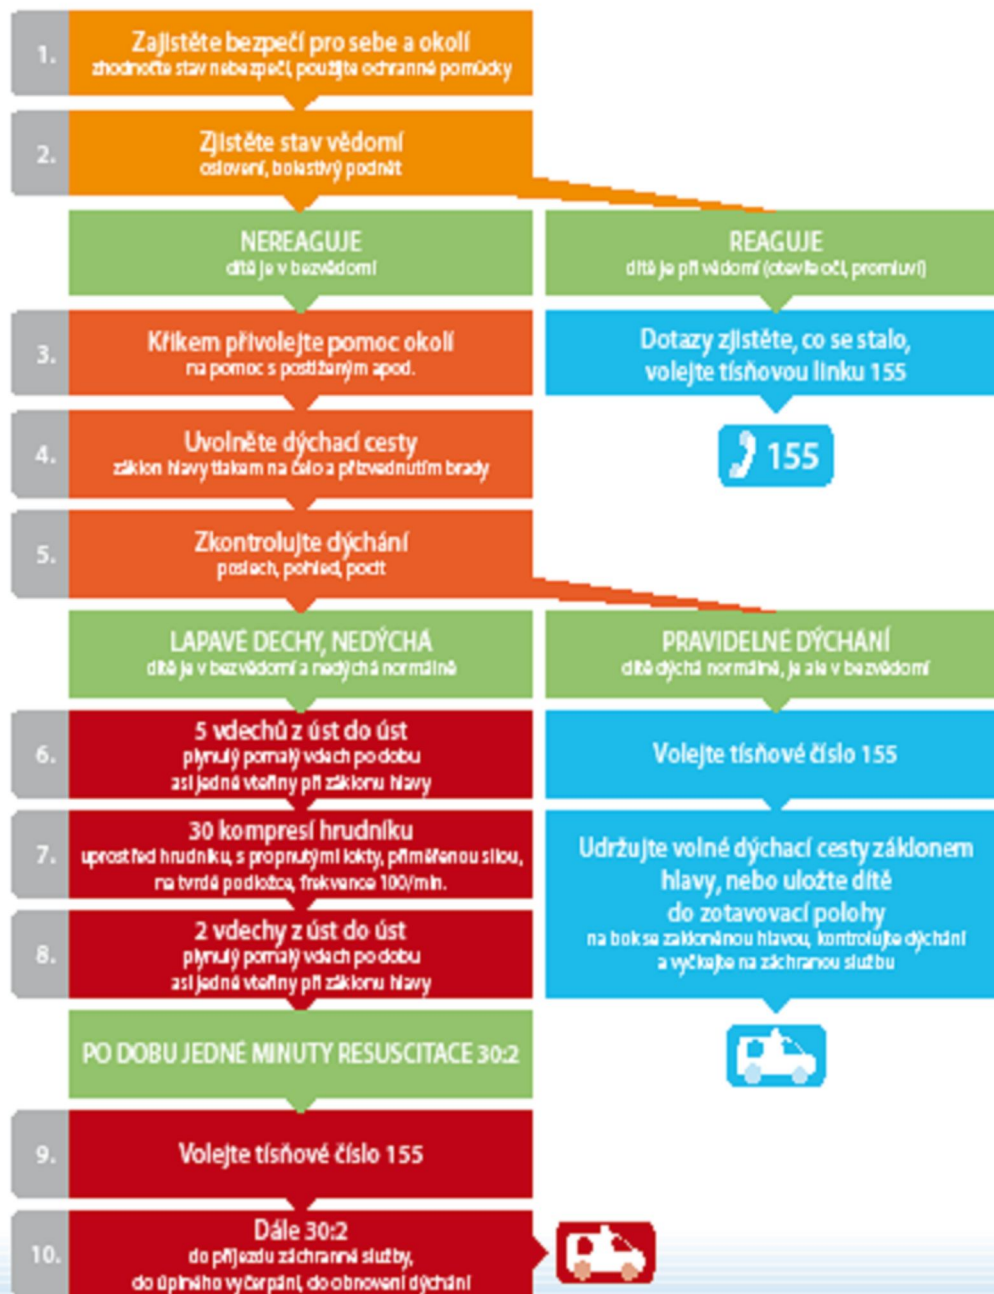 1.
Zajistěte bezpečí pro sebe a okolí
zhodnoťte stav nebezpečí, použijte ochranné pomůcky
2.
Zjistěte stav vědomí
oslovení, bolestivý podnět
NEREAGUJE
dítě je v bezvědomí
REAGUJE
dítě je při vědomí (otevře oči, promluví)
3.
Křikem přivolejte pomoc okolí
na pomoc s postiženým apod.
Dotazy zjistěte, co se stalo,
volejte tísňovou linku 155
155
4.
Uvolněte dýchací cesty
záklon hlavy tlakem na čelo a přizvednutím brady
5.
Zkontrolujte dýchání
poslech, pohled, pocit
LAPAVÉ DECHY, NEDÝCHÁ
dítě je v bezvědomí a nedýchá normálně
PRAVIDELNÉ DÝCHÁNÍ
dítě dýchá normálně, je ale v bezvědomí
6.
5 vdechů z úst do úst
plynulý pomalý vdech po dobu
asi jedné vteřiny při záklonu hlavy
Volejte tísňové číslo 155
7.
30 kompresí hrudníku
uprostřed hrudníku, s propnutými lokty, přiměřenou silou,
na tvrdé podložce, frekvence 100/min.
Udržujte volné dýchací cesty záklonem
hlavy, nebo uložte dítě
do zotavovací polohy
na bok se zakloněnou hlavou, kontrolujte dýchání
a vyčkejte na záchranou službu
8.
2 vdechy z úst do úst
plynulý pomalý vdech po dobu
asi jedné vteřiny při záklonu hlavy
PO DOBU JEDNÉ MINUTY RESUSCITACE 30:2
9.
Volejte tísňové číslo 155
10.
Dále 30:2
do příjezdu záchranné služby,
do úplného vyčerpání, do obnovení dýchání